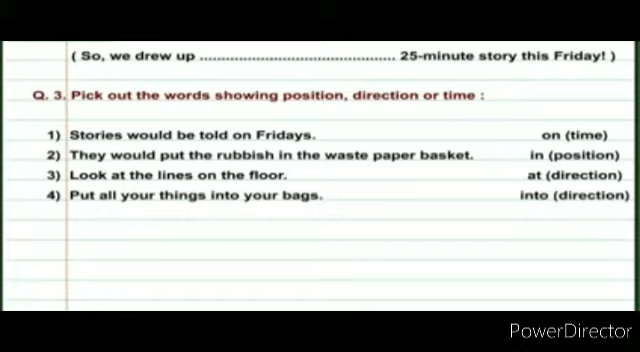 ( So, we drew up ............................................... 25-minute story this Friday! )
Q. 3. Pick out the words showing position, direction or time :
1) Stories would be told on Fridays. on (time)
2) They would put the rubbish in the waste paper basket. in (position)
3) Look at the lines on the floor. at (direction)
4) Put all your things into your bags. into (direction)
PowerDirector